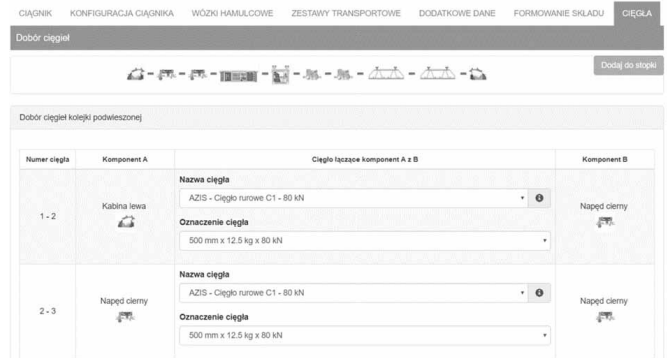 CIĄGNIK KONFIGURACJA CIĄGNIKA WÓZKI HAMULCOWE ZESTAWY TRANSPORTOWE DODATKOWE DANE FORMOWANIE SKŁADU CIĘGŁA
Dobór cięgieł
Dodaj do stopki
Dobór cięgieł kolejki podwieszonej
Numer cięgła Komponent A Cięgło łączące komponent A z B Komponent B
Nazwa cięgła
AZIS - Cięgło rurowe C1 - 80 kN
1 - 2 Kabina lewa Napęd cierny
Oznaczenie cięgła
500 mm x 12.5 kg x 80 kN
Nazwa cięgła
AZIS - Cięgło rurowe C1 - 80 kN
2 - 3 Napęd cierny Napęd cierny
Oznaczenie cięgła
500 mm x 12.5 kg x 80 kN